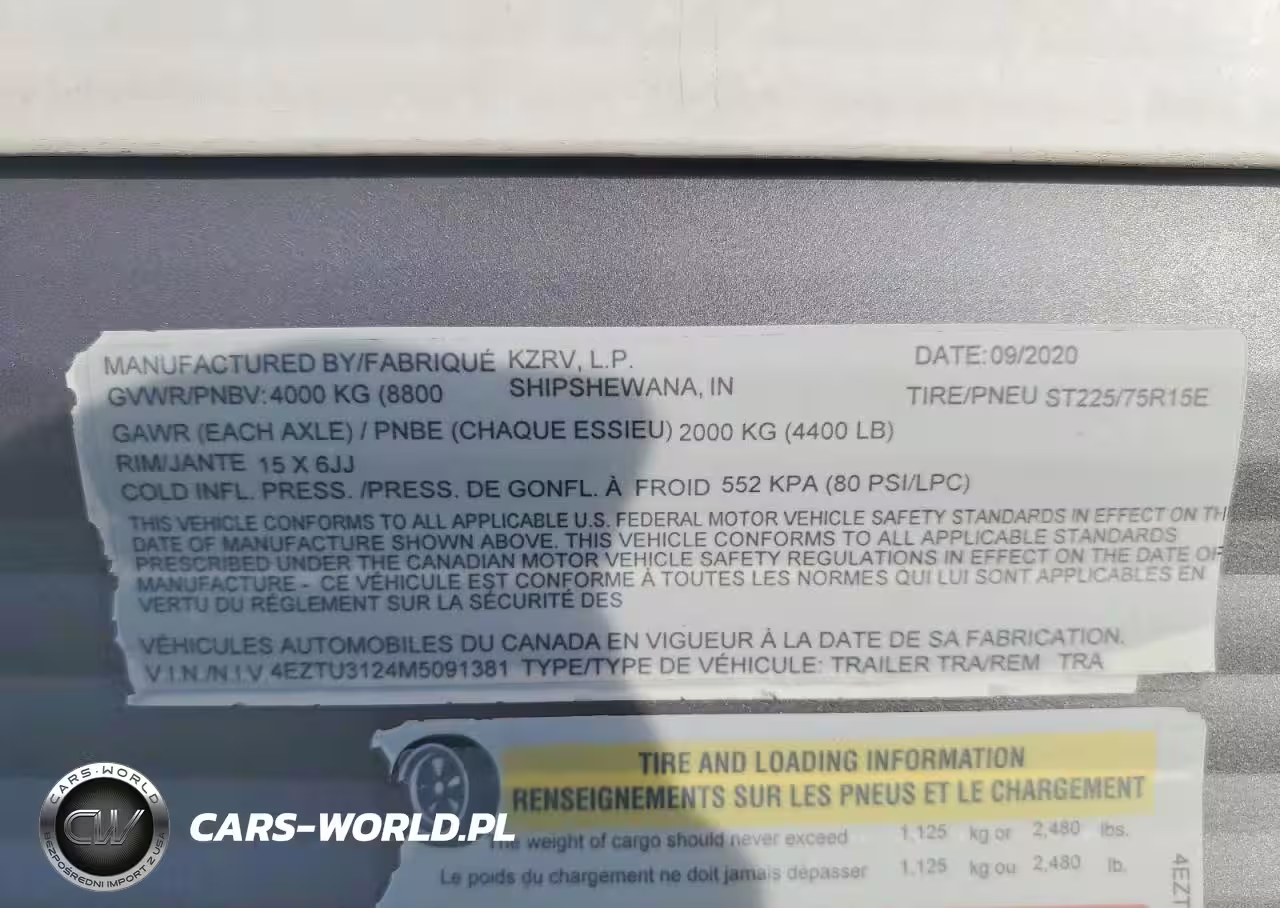 MANUFACTURED BY/FABRIQUÉ KZRV, L.P. DATE:09/2020
GVWR/PNBV:4000 KG (8800 SHIPSHEWANA, IN TIRE/PNEU ST225/75R15E
GAWR (EACH AXLE) / PNBE (CHAQUE ESSIEU) 2000 KG (4400 LB)
RIM/JANTE 15 X 6JJ
COLD INFL. PRESS. /PRESS. DE GONFL. À FROID 552 KPA (80 PSI/LPC)
THIS VEHICLE CONFORMS TO ALL APPLICABLE U.S. FEDERAL MOTOR VEHICLE SAFETY STANDARDS IN EFFECT ON TH
DATE OF MANUFACTURE SHOWN ABOVE. THIS VEHICLE CONFORMS TO ALL APPLICABLE STANDARDS
PRESCRIBED UNDER THE CANADIAN MOTOR VEHICLE SAFETY REGULATIONS IN EFFECT ON THE DATE OF
MANUFACTURE - CE VÉHICULE EST CONFORME À TOUTES LES NORMES QUI LUI SONT APPLICABLES EN
VERTU DU RÉGLEMENT SUR LA SÉCURITÉ DES
VÉHICULES AUTOMOBILES DU CANADA EN VIGUEUR À LA DATE DE SA FABRICATION.
V I N /N I V 4EZTU3124M5091381 TYPE/TYPE DE VÉHICULE: TRAILER TRA/REM TRA
TIRE AND LOADING INFORMATION
RENSEIGNEMENTS SUR LES PNEUS ET LE CHARGEMENT
The weight of cargo should never exceed 1,125 kg or 2,480 lbs.
Le poids du chargement ne doit jamais dépasser 1,125 kg ou 2,480 lb.
4EZT
CARS-WORLD
CW
BEZPOŚREDNI IMPORT Z USA
CARS-WORLD.PL